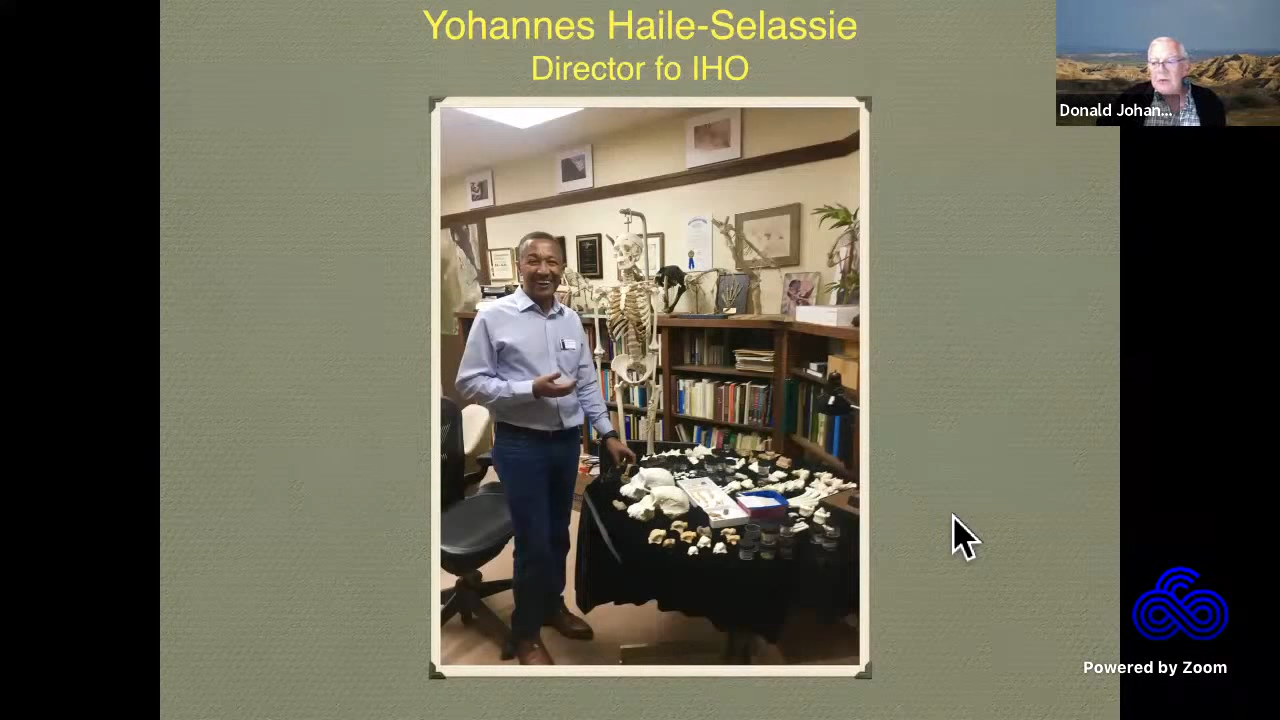 Yohannes Haile-Selassie
Director fo IHO
Donald Johan...
Powered by Zoom